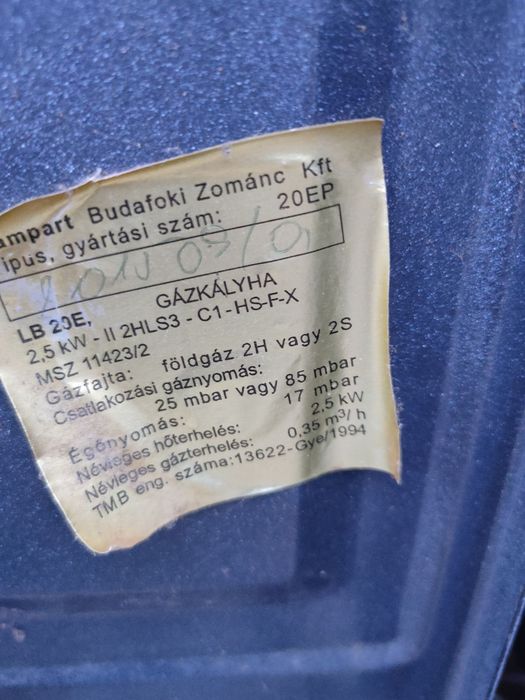 ampart Budafoki Zománc Kft
ipus, gyártási szám: 20EP
GÁZKÁLYHA
LB 20E,
2,5 kW - II 2HLS3 - C1-HS-F-X
MSZ 11423/2
Gázfajta: földgáz 2H vagy 2S
Csatlakozási gáznyomás:
25 mbar vagy 85 mbar
Égőnyomás: 17 mbar
Névleges hőterhelés: 2,5 kW
Névleges gázterhelés: 0,35 m³/h
TMB eng. száma:13622-Gye/1994